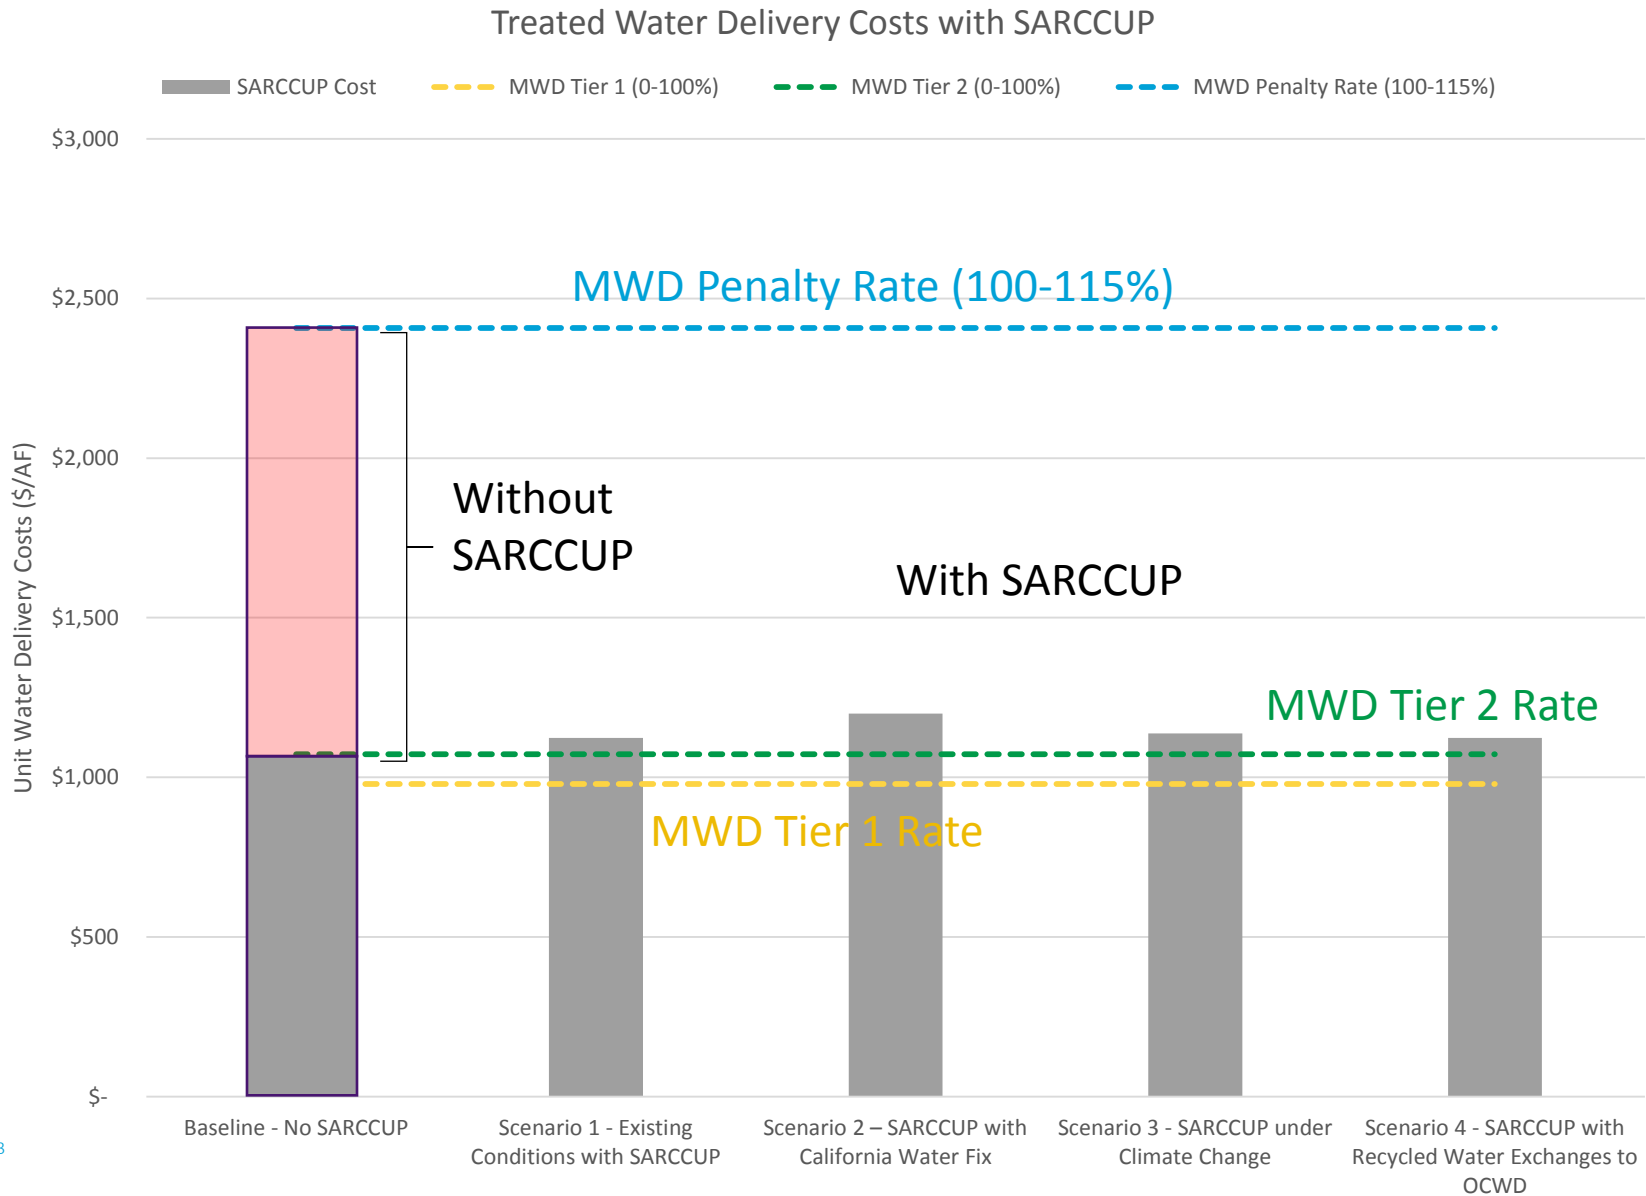 Treated Water Delivery Costs with SARCCUP
SARCCUP Cost
MWD Tier 1 (0-100%)
MWD Tier 2 (0-100%)
MWD Penalty Rate (100-115%)
$3,000
$2,500
$2,000
$1,500
$1,000
$500
$-
Unit Water Delivery Costs ($/AF)
MWD Penalty Rate (100-115%)
Without
SARCCUP
With SARCCUP
MWD Tier 2 Rate
MWD Tier 1 Rate
Baseline - No SARCCUP
Scenario 1 - Existing
Conditions with SARCCUP
Scenario 2 – SARCCUP with
California Water Fix
Scenario 3 - SARCCUP under
Climate Change
Scenario 4 - SARCCUP with
Recycled Water Exchanges to
OCWD